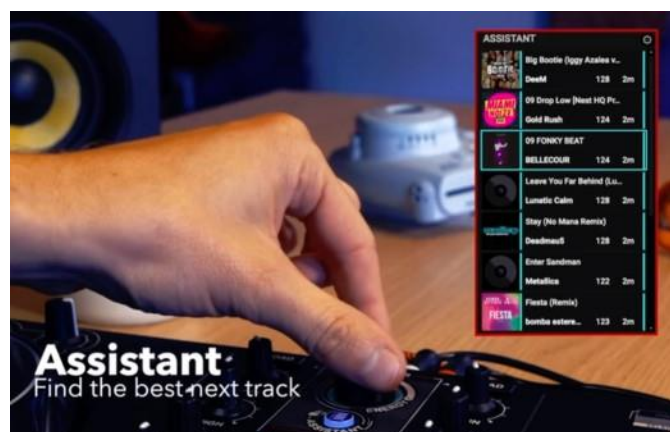 ASSISTANT
Big Bootie (Iggy Azalea v...
DeeM 128 2m
09 Drop Low [Nest HQ Pr...
Gold Rush 124 2m
09 FONKY BEAT
BELLECOUR 124 2m
Leave You Far Behind (Lu...
Lunatic Calm 128 2m
Stay (No Mana Remix)
Deadmau5 128 2m
Enter Sandman
Metallica 122 2m
FIESTA
Fiesta (Remix)
bomba estere... 123 2m
Assistant
Find the best next track
ENERGY
ASSISTANT